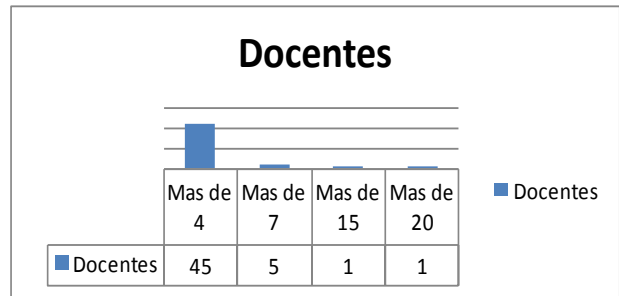 Docentes
Mas de 4 Mas de 7 Mas de 15 Mas de 20
Docentes 45 5 1 1
Docentes